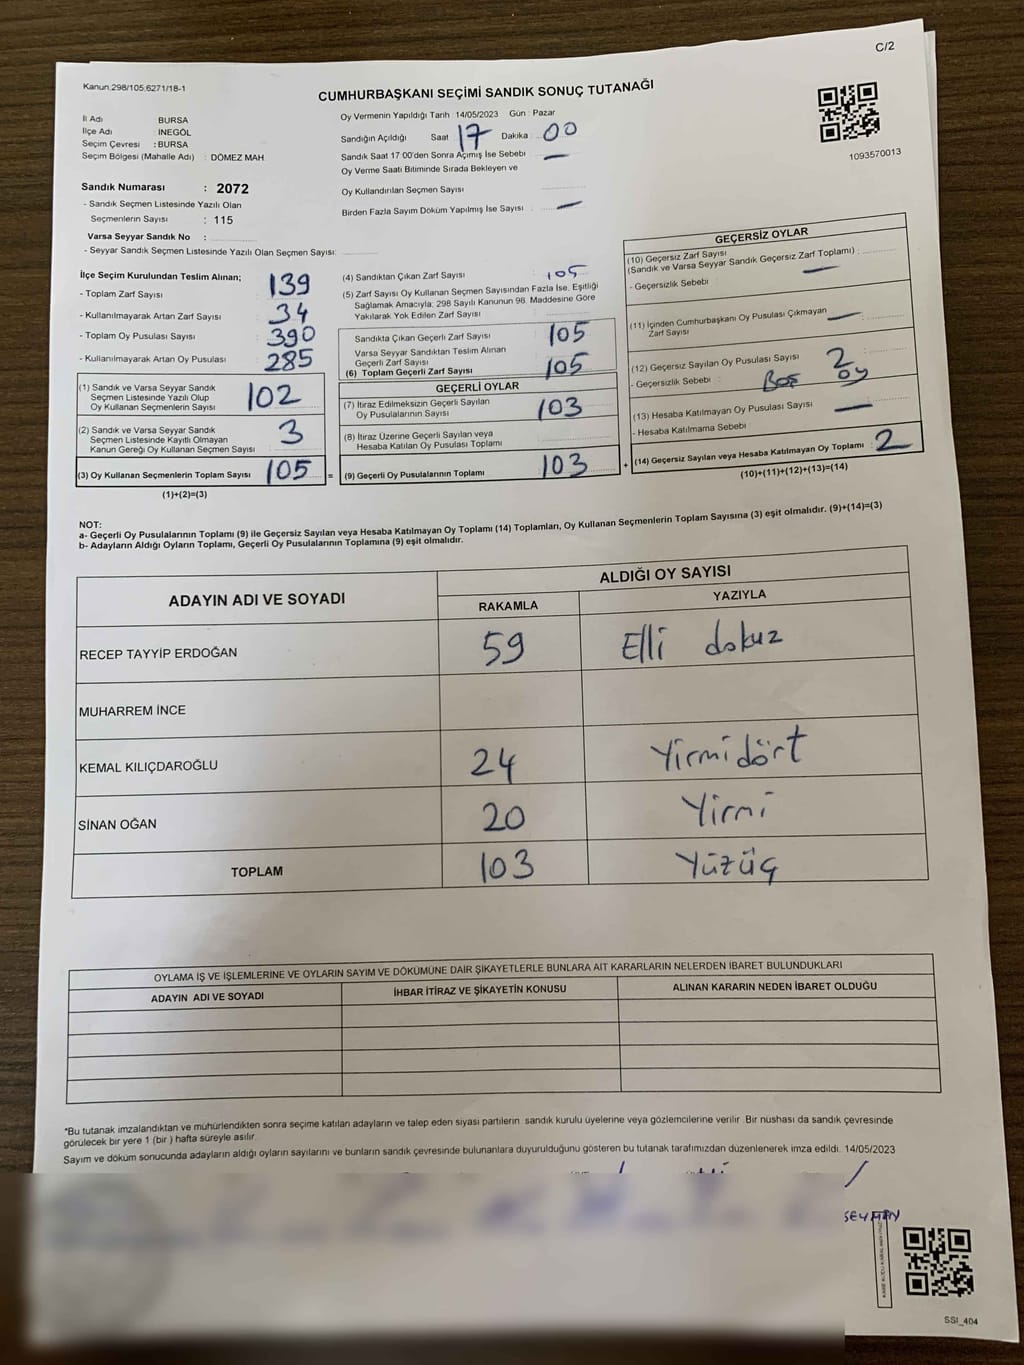 C/2
Kanun.298/105,6271/18-1
CUMHURBAŞKANI SEÇİMİ SANDIK SONUÇ TUTANAĞI
İl Adı BURSA
İlçe Adı İNEGÖL
Seçim Çevresi : BURSA
Seçim Bölgesi (Mahalle Adı) : DÖMEZ MAH.
Oy Vermenin Yapıldığı Tarih 14/05/2023 Gün : Pazar
Sandığın Açıldığı Saat 17 Dakika 00
Sandık Saat 17 00'den Sonra Açımış İse Sebebi —
Oy Verme Saati Bitiminde Sırada Bekleyen ve
Oy Kullandırılan Seçmen Sayısı
Birden Fazla Sayım Döküm Yapılmış İse Sayısı —
1093570013
Sandık Numarası : 2072
- Sandık Seçmen Listesinde Yazılı Olan
Seçmenlerin Sayısı : 115
Varsa Seyyar Sandık No :
- Seyyar Sandık Seçmen Listesinde Yazılı Olan Seçmen Sayısı:
İlçe Seçim Kurulundan Teslim Alınan;
- Toplam Zarf Sayısı 139
- Kullanılmayarak Artan Zarf Sayısı 34
- Toplam Oy Pusulası Sayısı 390
- Kullanılmayarak Artan Oy Pusulası 285
(1) Sandık ve Varsa Seyyar Sandık
Seçmen Listesinde Yazılı Olup
Oy Kullanan Seçmenlerin Sayısı 102
(2) Sandık ve Varsa Seyyar Sandık
Seçmen Listesinde Kayıtlı Olmayan
Kanun Gereği Oy Kullanan Seçmen Sayısı 3
(3) Oy Kullanan Seçmenlerin Toplam Sayısı 105 =
(1)+(2)=(3)
(4) Sandıktan Çıkan Zarf Sayısı : 105
(5) Zarf Sayısı Oy Kullanan Seçmen Sayısından Fazla İse, Eşitliği
Sağlamak Amacıyla; 298 Sayılı Kanunun 98. Maddesine Göre
Yakılarak Yok Edilen Zarf Sayısı
Sandıkta Çıkan Geçerli Zarf Sayısı 105
Varsa Seyyar Sandıktan Teslim Alınan
Geçerli Zarf Sayısı
(6) Toplam Geçerli Zarf Sayısı 105
GEÇERLİ OYLAR
(7) İtiraz Edilmeksizin Geçerli Sayılan
Oy Pusulalarının Sayısı 103
(8) İtiraz Üzerine Geçerli Sayılan veya
Hesaba Katılan Oy Pusulası Toplamı
(9) Geçerli Oy Pusulalarının Toplamı 103 +
GEÇERSİZ OYLAR
(10) Geçersiz Zarf Sayısı
(Sandık ve Varsa Seyyar Sandık Geçersiz Zarf Toplamı) : —
- Geçersizlik Sebebi
(11) İçinden Cumhurbaşkanı Oy Pusulası Çıkmayan
Zarf Sayısı —
(12) Geçersiz Sayılan Oy Pusulası Sayısı 2
- Geçersizlik Sebebi Boş oy
(13) Hesaba Katılmayan Oy Pusulası Sayısı —
- Hesaba Katılmama Sebebi
(14) Geçersiz Sayılan veya Hesaba Katılmayan Oy Toplamı : 2
(10)+(11)+(12)+(13)=(14)
NOT:
a- Geçerli Oy Pusulalarının Toplamı (9) ile Geçersiz Sayılan veya Hesaba Katılmayan Oy Toplamı (14) Toplamları, Oy Kullanan Seçmenlerin Toplam Sayısına (3) eşit olmalıdır. (9)+(14)=(3)
b- Adayların Aldığı Oyların Toplamı, Geçerli Oy Pusulalarının Toplamına (9) eşit olmalıdır.
ADAYIN ADI VE SOYADI
ALDIĞI OY SAYISI
RAKAMLA YAZIYLA
RECEP TAYYİP ERDOĞAN 59 Elli dokuz
MUHARREM İNCE
KEMAL KILIÇDAROĞLU 24 Yirmidört
SİNAN OĞAN 20 Yirmi
TOPLAM 103 Yüzüç
OYLAMA İŞ VE İŞLEMLERİNE VE OYLARIN SAYIM VE DÖKÜMÜNE DAİR ŞİKAYETLERLE BUNLARA AİT KARARLARIN NELERDEN İBARET BULUNDUKLARI
ADAYIN ADI VE SOYADI İHBAR İTİRAZ VE ŞİKAYETİN KONUSU ALINAN KARARIN NEDEN İBARET OLDUĞU
*Bu tutanak imzalandıktan ve mühürlendikten sonra seçime katılan adayların ve talep eden siyasi partilerin sandık kurulu üyelerine veya gözlemcilerine verilir. Bir nüshası da sandık çevresinde
görülecek bir yere 1 (bir ) hafta süreyle asılır.
Sayım ve döküm sonucunda adayların aldığı oyların sayılarını ve bunların sandık çevresinde bulunanlara duyurulduğunu gösteren bu tutanak tarafımızdan düzenlenerek imza edildi. 14/05/2023
SEYHAN
SSI_404